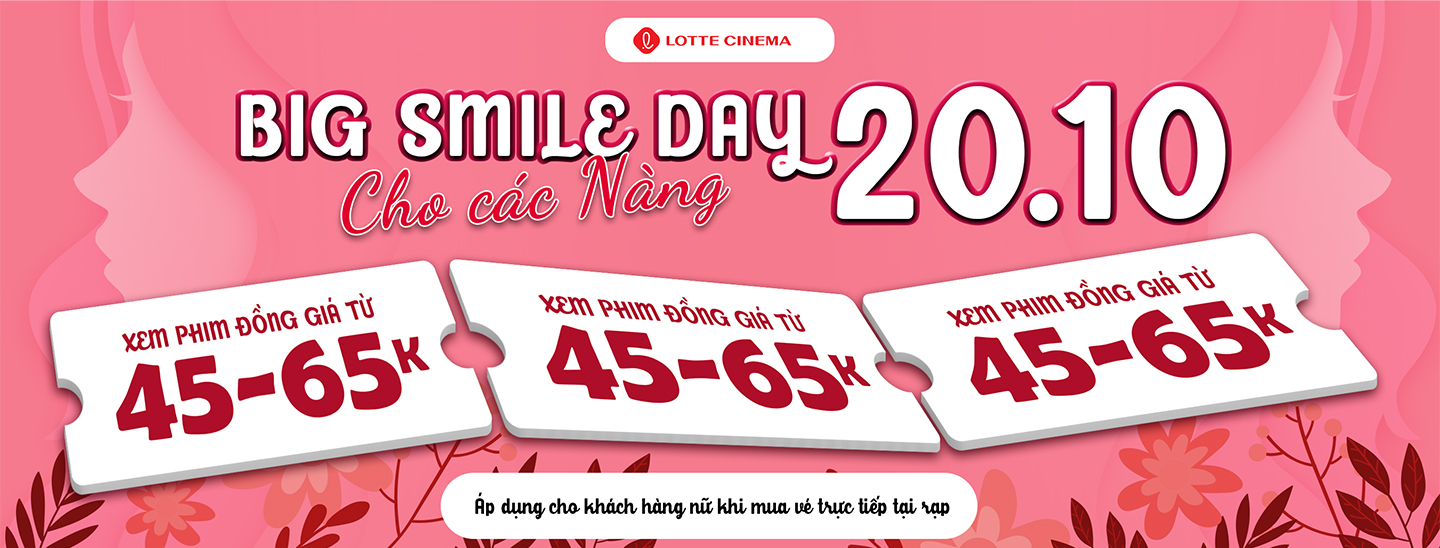 LOTTE CINEMA
BIG SMILE DAY 20.10
Cho các Nàng
XEM PHIM ĐỒNG GIÁ TỪ
45-65K
XEM PHIM ĐỒNG GIÁ TỪ
45-65K
XEM PHIM ĐỒNG GIÁ TỪ
45-65K
Áp dụng cho khách hàng nữ khi mua vé trực tiếp tại rạp